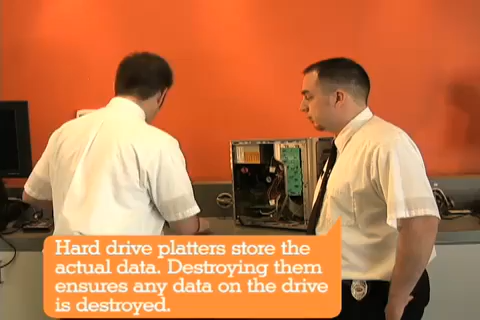 Hard drive platters store the
actual data. Destroying them
ensures any data on the drive
is destroyed.